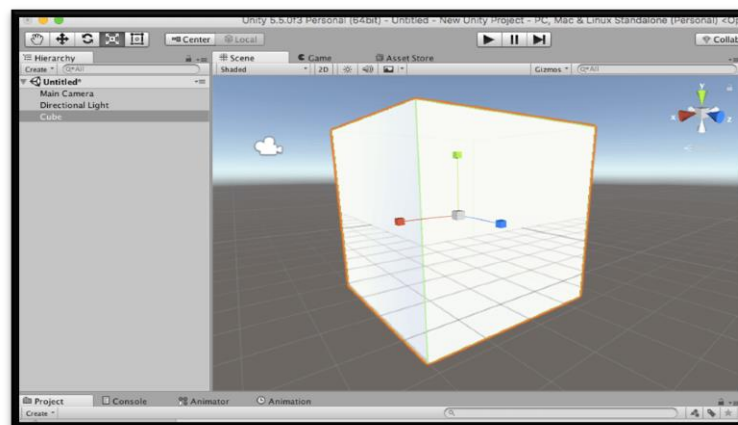 Unity 5.5.0f3 Personal (64bit) - Untitled - New Unity Project - PC, Mac & Linux Standalone (Personal)
Center Local Collab
Hierarchy Scene Game Asset Store
Create Q▾All Shaded 2D Gizmos Q▾All
Untitled*
Main Camera
Directional Light
Cube
y
x z
Project Console Animator Animation
Create